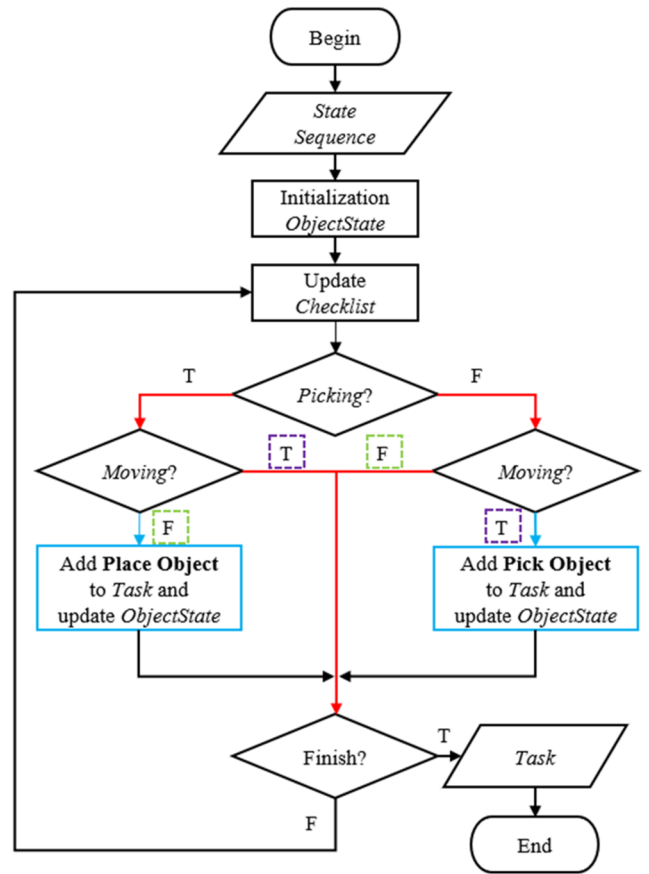 Begin
State
Sequence
Initialization
ObjectState
Update
Checklist
T
Picking?
F
Moving?
T
F
Moving?
F
T
Add Place Object
to Task and
update ObjectState
Add Pick Object
to Task and
update ObjectState
Finish?
T
Task
F
End